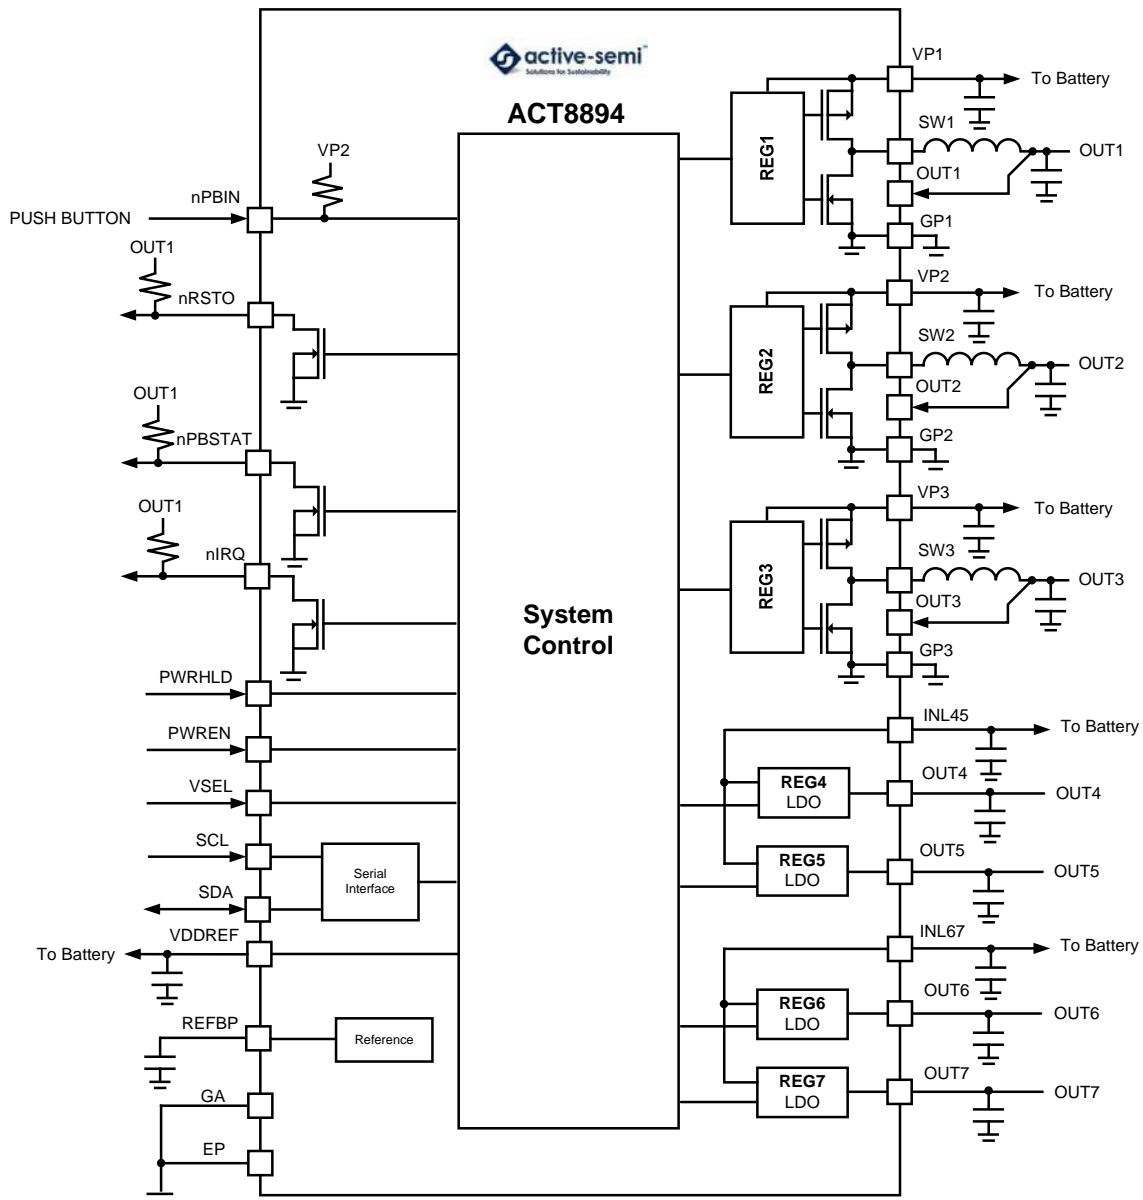 active-semi™
Solutions for Sustainability
ACT8894
VP2
nPBIN
PUSH BUTTON
OUT1
nRSTO
OUT1
nPBSTAT
OUT1
nIRQ
PWRHLD
PWREN
VSEL
SCL
SDA
Serial
Interface
VDDREF
To Battery
REFBP
Reference
GA
EP
System
Control
VP1
To Battery
REG1
SW1
OUT1
OUT1
GP1
VP2
To Battery
REG2
SW2
OUT2
OUT2
GP2
VP3
To Battery
REG3
SW3
OUT3
OUT3
GP3
INL45
To Battery
REG4
LDO
OUT4
OUT4
REG5
LDO
OUT5
OUT5
INL67
To Battery
REG6
LDO
OUT6
OUT6
REG7
LDO
OUT7
OUT7